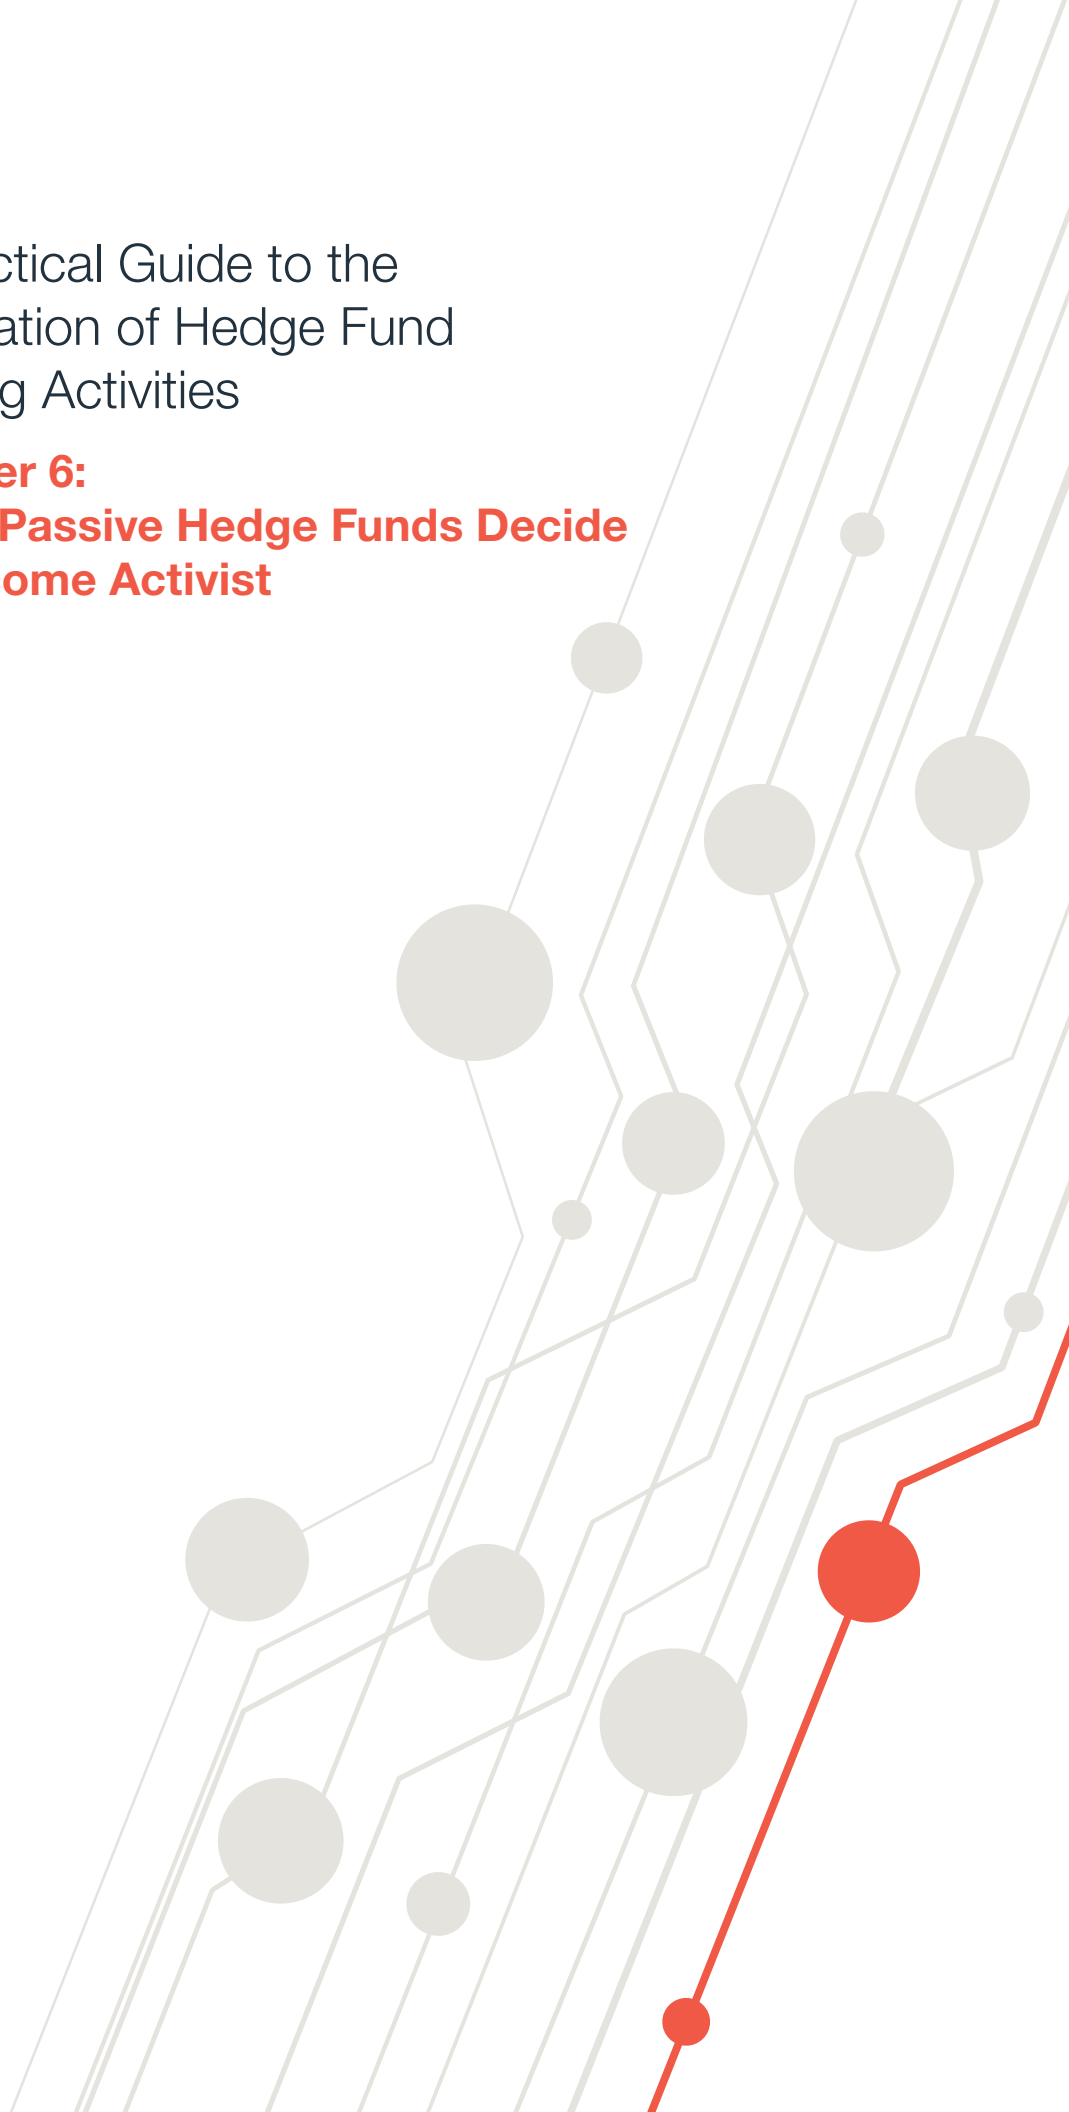 ctical Guide to the
ation of Hedge Fund
g Activities
er 6:
Passive Hedge Funds Decide
ome Activist